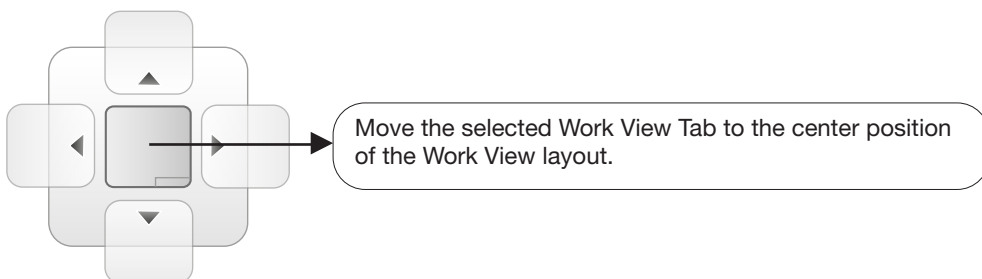 Move the selected Work View Tab to the center position
of the Work View layout.